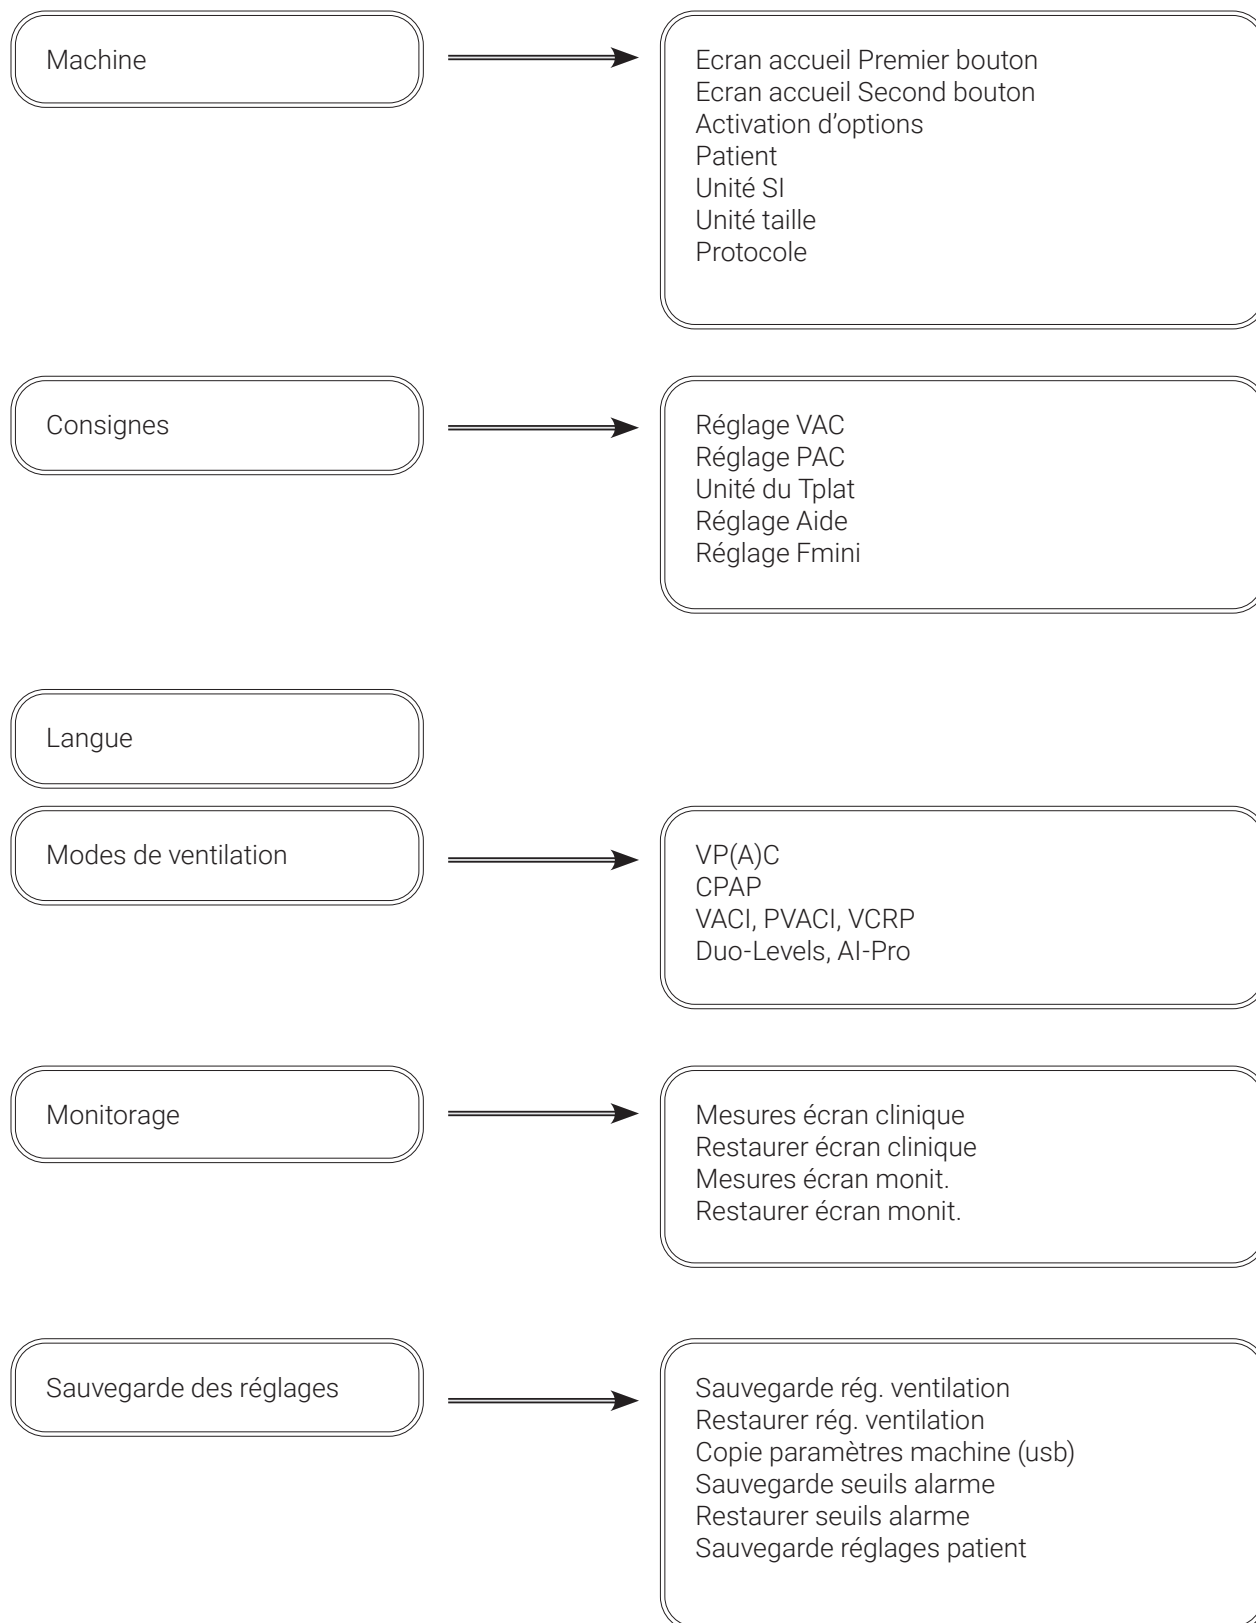 Machine
Ecran accueil Premier bouton
Ecran accueil Second bouton
Activation d’options
Patient
Unité SI
Unité taille
Protocole
Consignes
Réglage VAC
Réglage PAC
Unité du Tplat
Réglage Aide
Réglage Fmini
Langue
Modes de ventilation
VP(A)C
CPAP
VACI, PVACI, VCRP
Duo-Levels, AI-Pro
Monitorage
Mesures écran clinique
Restaurer écran clinique
Mesures écran monit.
Restaurer écran monit.
Sauvegarde des réglages
Sauvegarde rég. ventilation
Restaurer rég. ventilation
Copie paramètres machine (usb)
Sauvegarde seuils alarme
Restaurer seuils alarme
Sauvegarde réglages patient